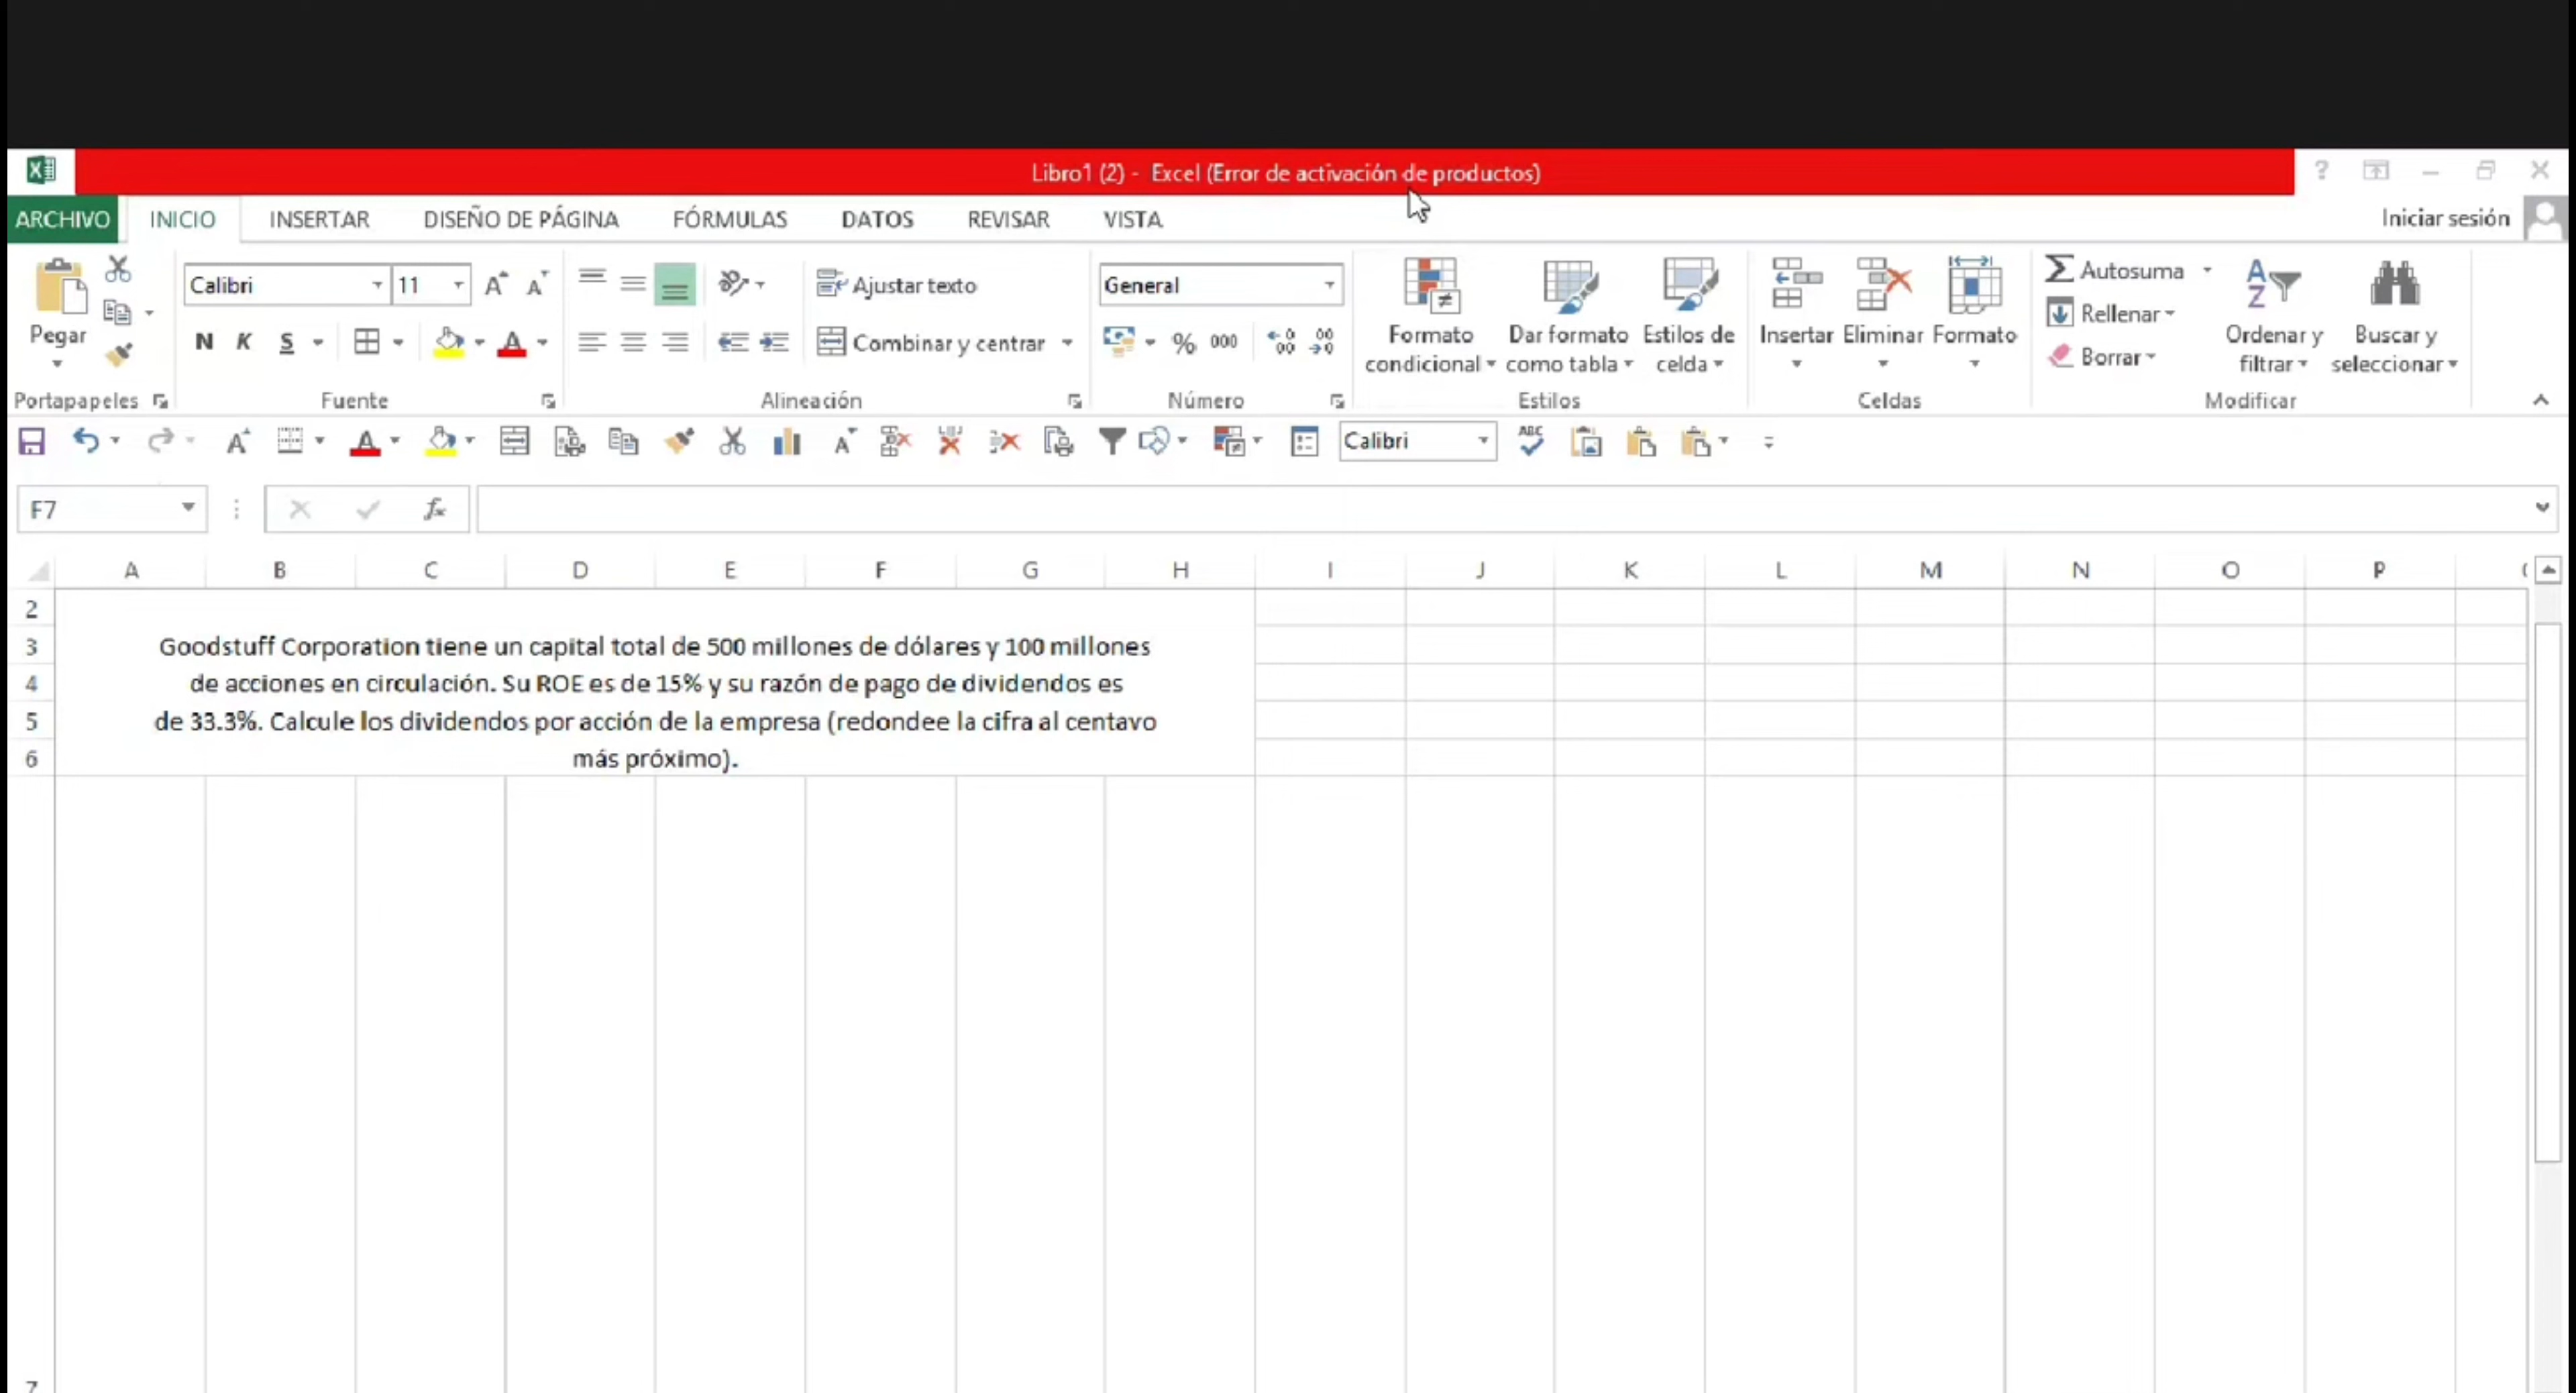 Libro1 (2) - Excel (Error de activación de productos)
ARCHIVO INICIO INSERTAR DISEÑO DE PÁGINA FÓRMULAS DATOS REVISAR VISTA Iniciar sesión
Calibri 11 Ajustar texto General Autosuma
Pegar N K S Combinar y centrar % 000 Formato condicional Dar formato como tabla Estilos de celda Insertar Eliminar Formato Rellenar Borrar Ordenar y filtrar Buscar y seleccionar
Portapapeles Fuente Alineación Número Estilos Celdas Modificar
Calibri ABC
F7 fx
A B C D E F G H I J K L M N O P
2
3 Goodstuff Corporation tiene un capital total de 500 millones de dólares y 100 millones
4 de acciones en circulación. Su ROE es de 15% y su razón de pago de dividendos es
5 de 33.3%. Calcule los dividendos por acción de la empresa (redondee la cifra al centavo
6 más próximo).
7